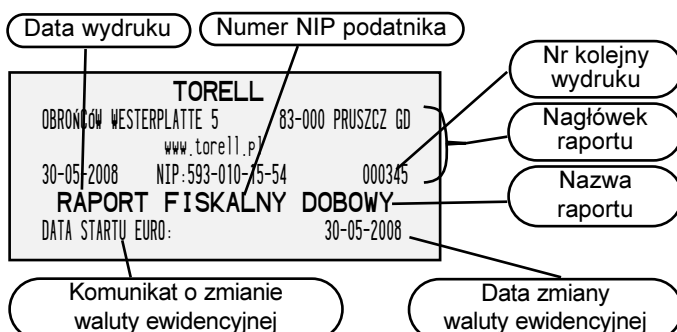 Data wydruku
Numer NIP podatnika
Nr kolejny
wydruku
TORELL
OBROŃCÓW WESTERPLATTE 5 83-000 PRUSZCZ GD
www.torell.pl
Nagłówek
raportu
30-05-2008 NIP:593-010-15-54 000345
RAPORT FISKALNY DOBOWY
Nazwa
raportu
DATA STARTU EURO: 30-05-2008
Komunikat o zmianie
waluty ewidencyjnej
Data zmiany
waluty ewidencyjnej